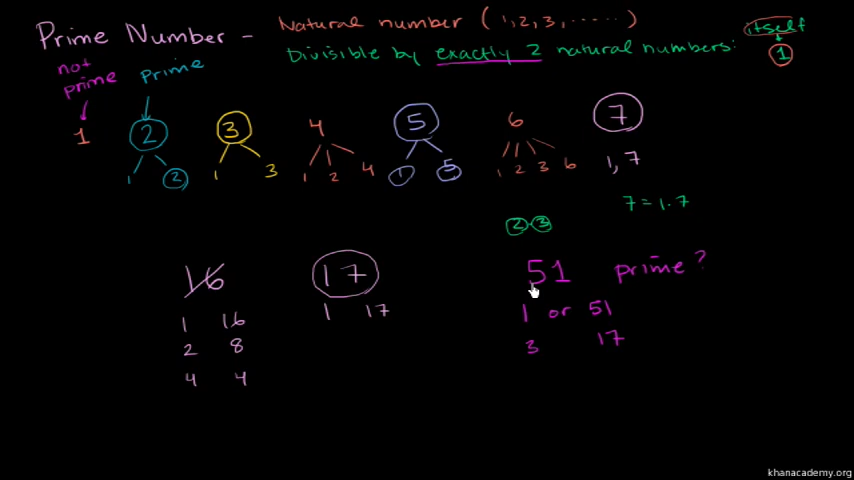 Prime Number - Natural number (1, 2, 3, ......)
Divisible by exactly 2 natural numbers: itself
1
not prime
prime
1 2 3 4 5 6 7
1 2 1 3 1 2 4 1 5 1 2 3 6 1, 7
7 = 1·7
2·3
16 17 51 prime?
1 16 1 17 1 or 51
2 8 3 17
4 4
khanacademy.org